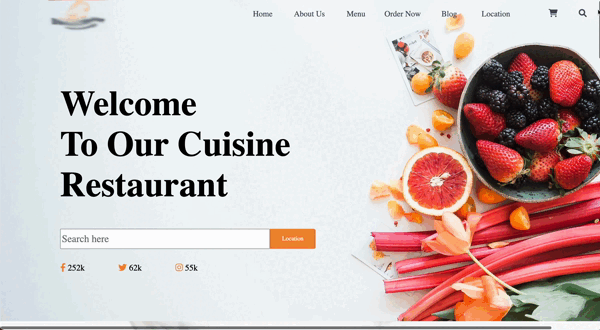 Home About Us Menu Order Now Blog Location
Welcome
To Our Cuisine
Restaurant
Search here Location
252k 62k 55k